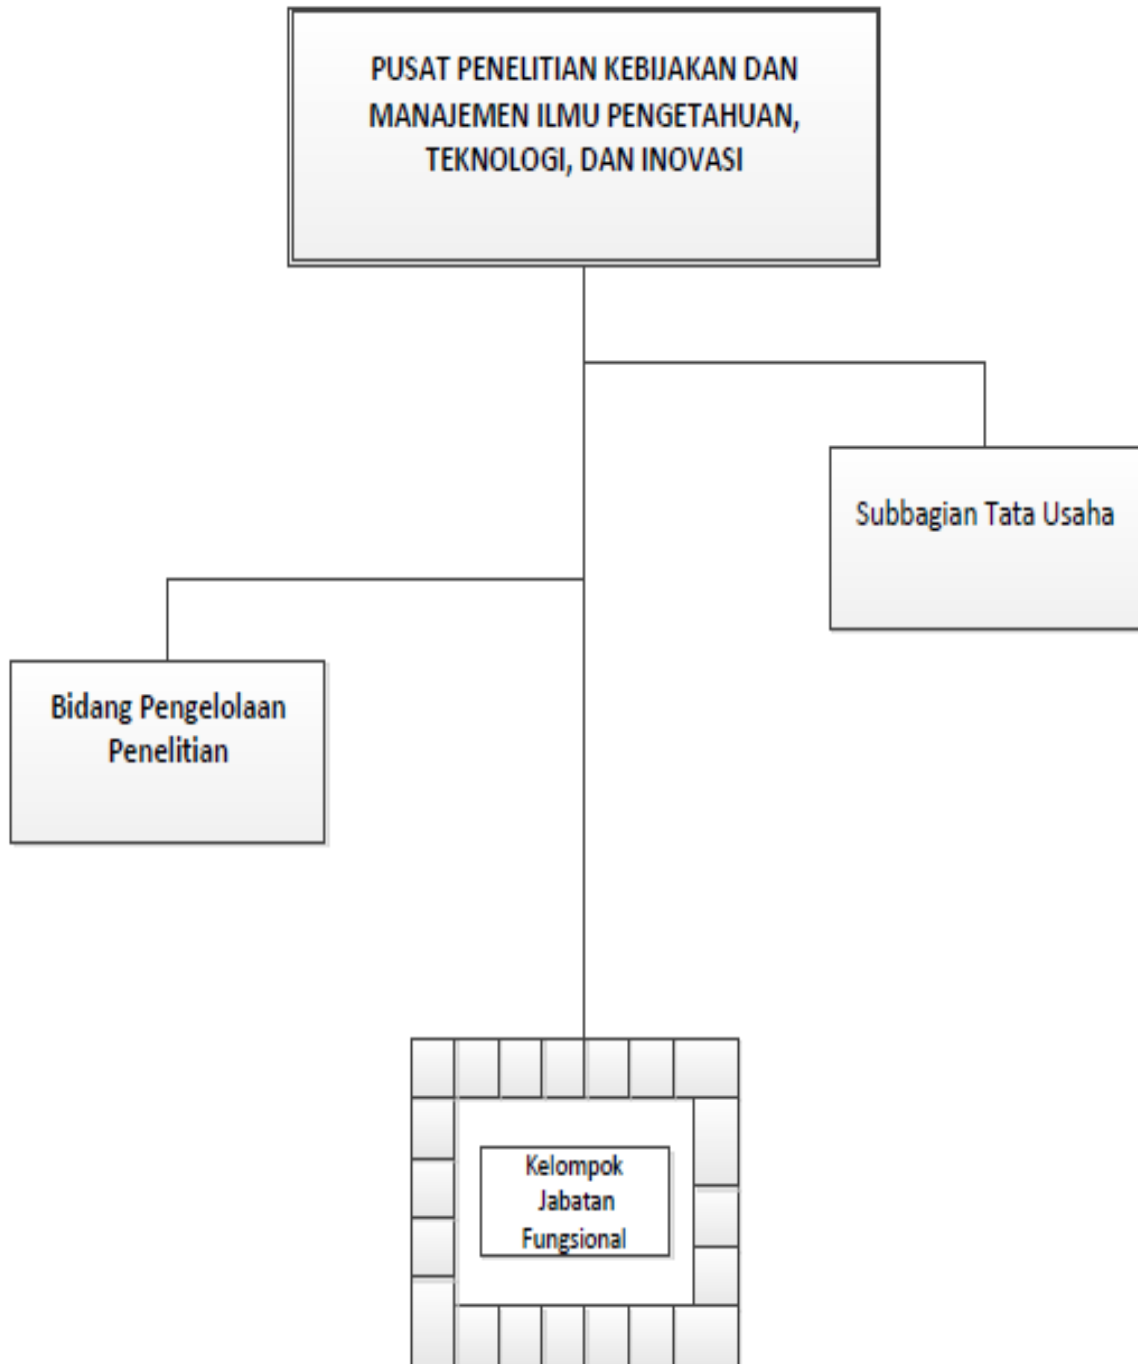 PUSAT PENELITIAN KEBIJAKAN DAN
MANAJEMEN ILMU PENGETAHUAN,
TEKNOLOGI, DAN INOVASI
Subbagian Tata Usaha
Bidang Pengelolaan
Penelitian
Kelompok
Jabatan
Fungsional